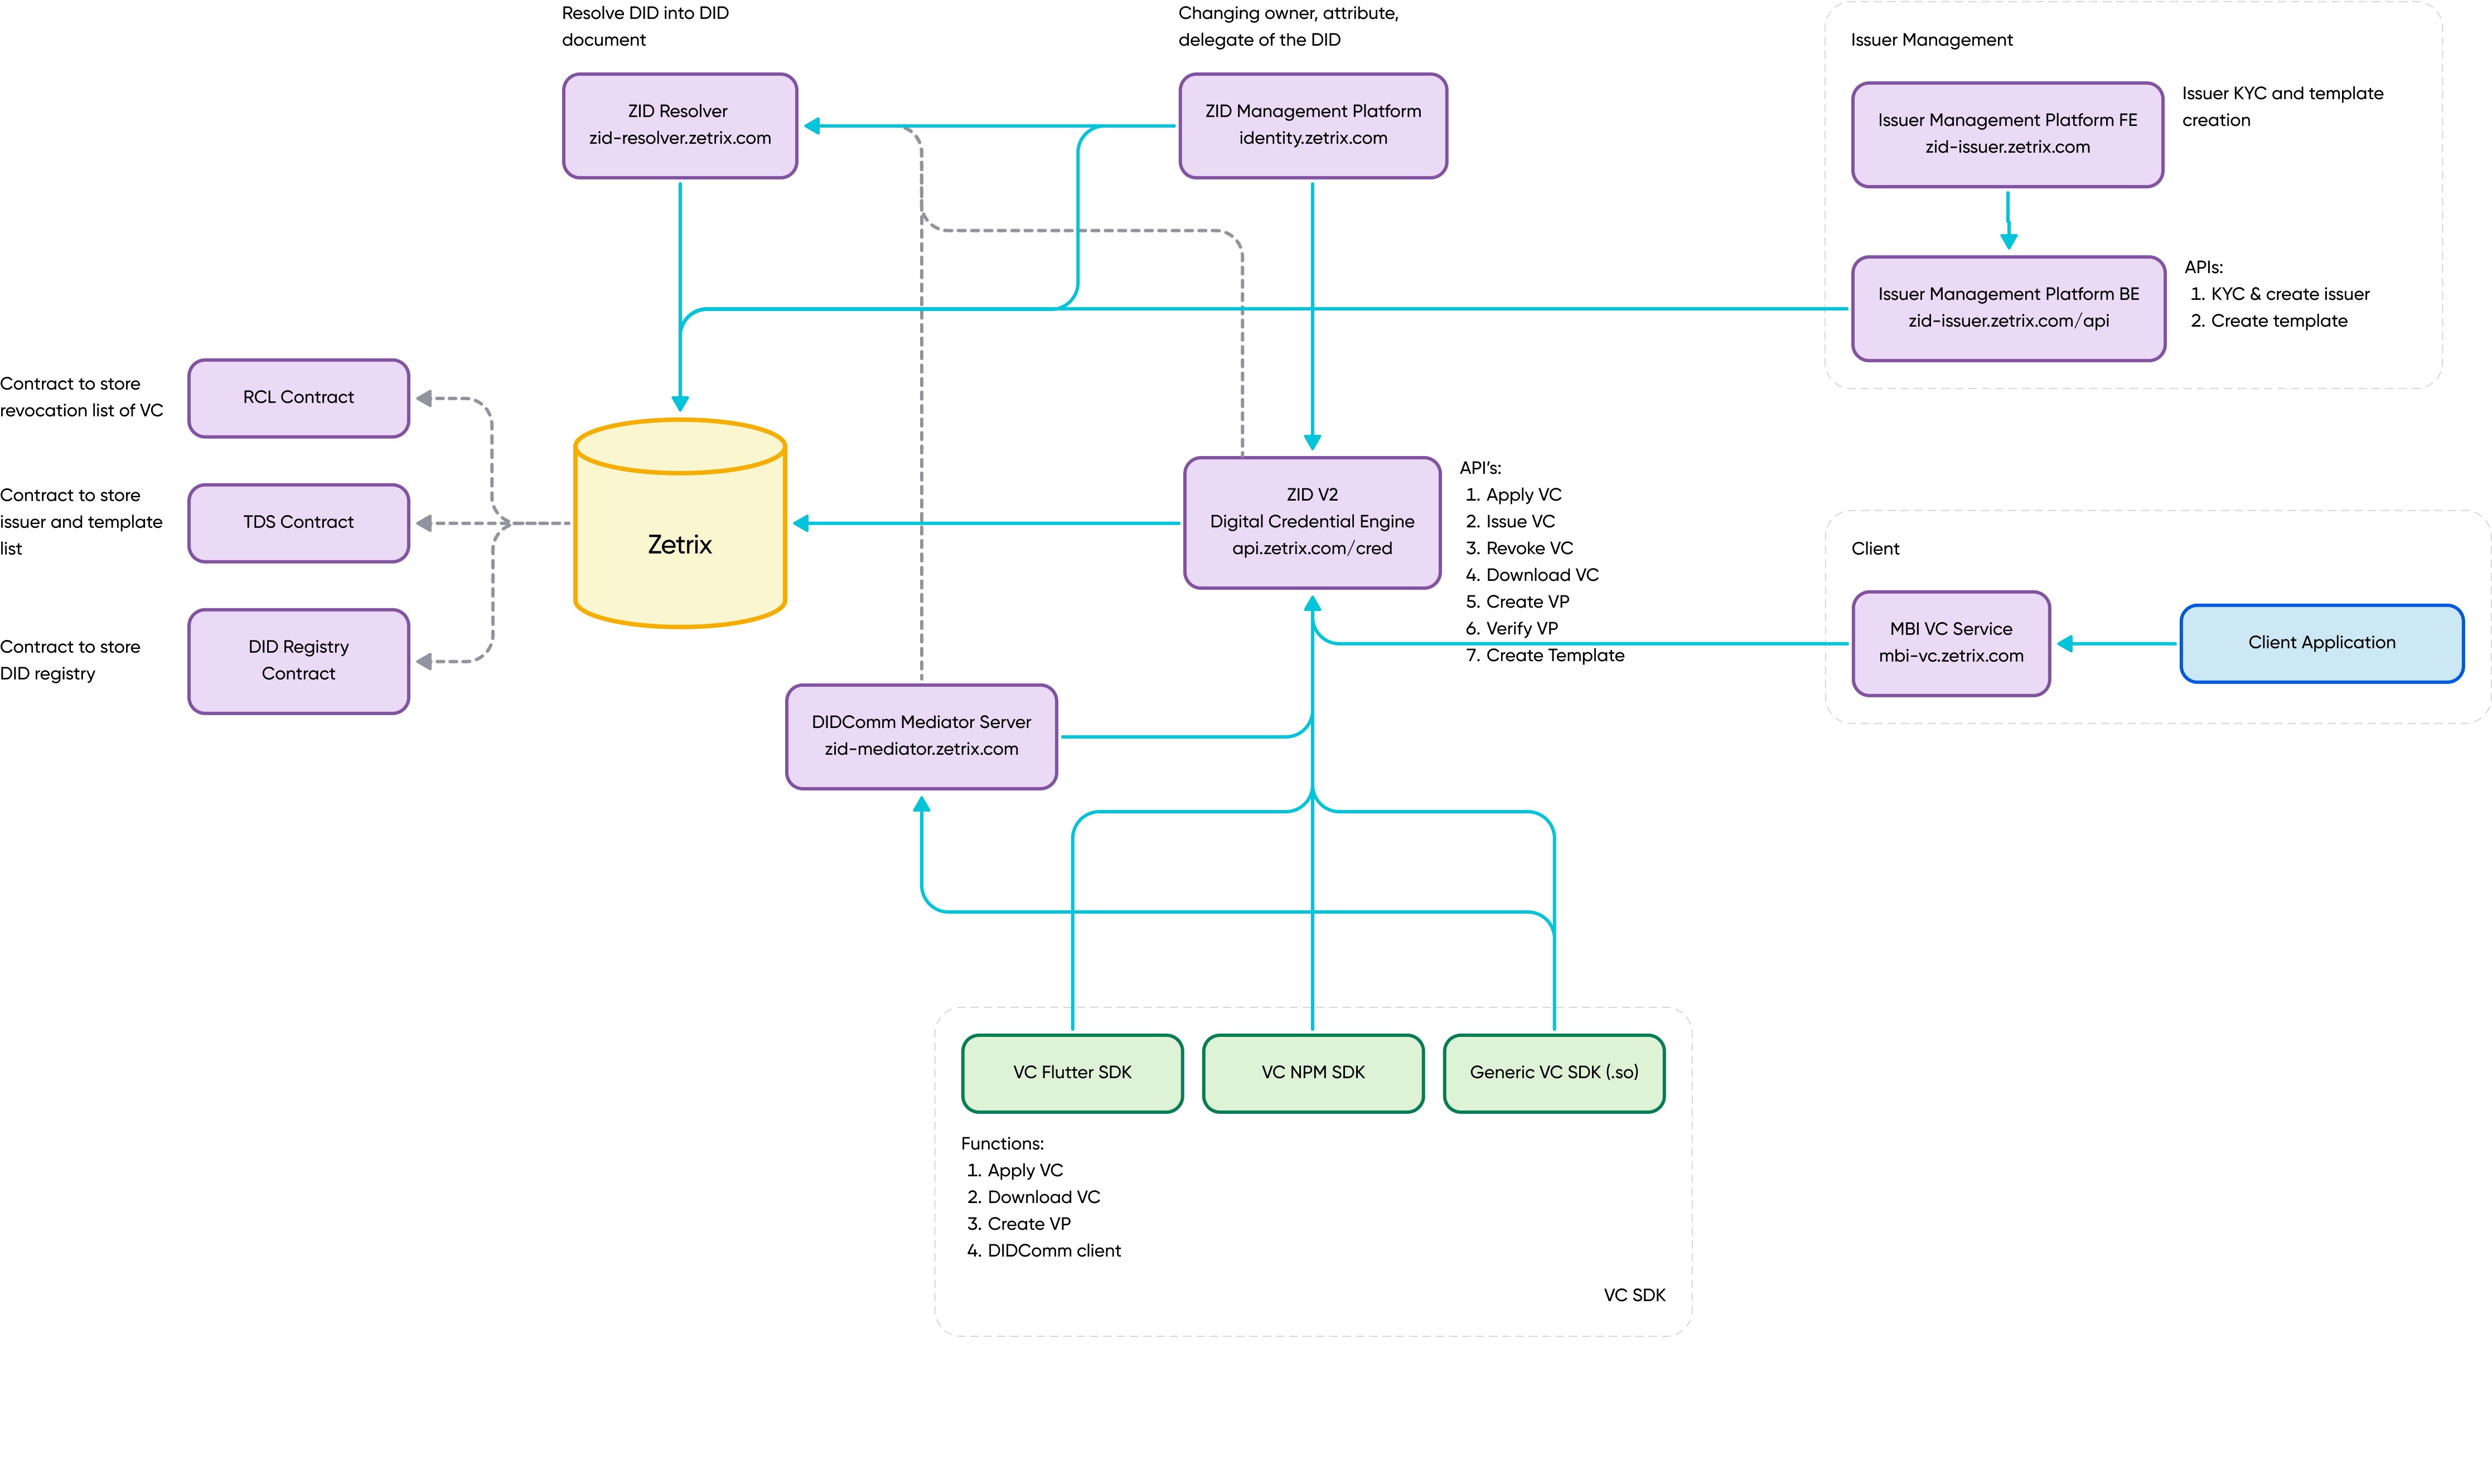 Resolve DID into DID
document
ZID Resolver
zid-resolver.zetrix.com
Changing owner, attribute,
delegate of the DID
ZID Management Platform
identity.zetrix.com
Issuer Management
Issuer Management Platform FE
zid-issuer.zetrix.com
Issuer KYC and template
creation
Issuer Management Platform BE
zid-issuer.zetrix.com/api
APIs:
1. KYC & create issuer
2. Create template
Contract to store
revocation list of VC
RCL Contract
Contract to store
issuer and template
list
TDS Contract
Contract to store
DID registry
DID Registry
Contract
Zetrix
ZID V2
Digital Credential Engine
api.zetrix.com/cred
API's:
1. Apply VC
2. Issue VC
3. Revoke VC
4. Download VC
5. Create VP
6. Verify VP
7. Create Template
Client
MBI VC Service
mbi-vc.zetrix.com
Client Application
DIDComm Mediator Server
zid-mediator.zetrix.com
VC Flutter SDK
VC NPM SDK
Generic VC SDK (.so)
Functions:
1. Apply VC
2. Download VC
3. Create VP
4. DIDComm client
VC SDK